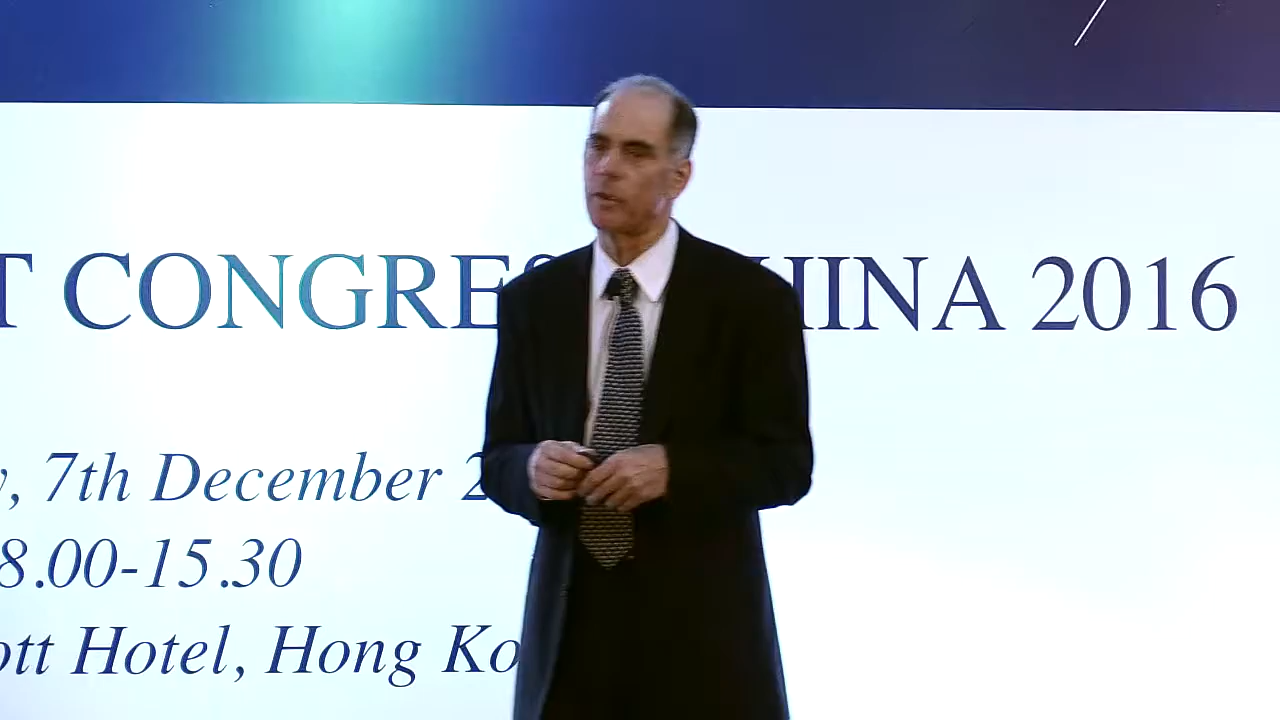 T CONGRES HINA 2016
y, 7th December 2
8.00-15.30
ott Hotel, Hong Ko